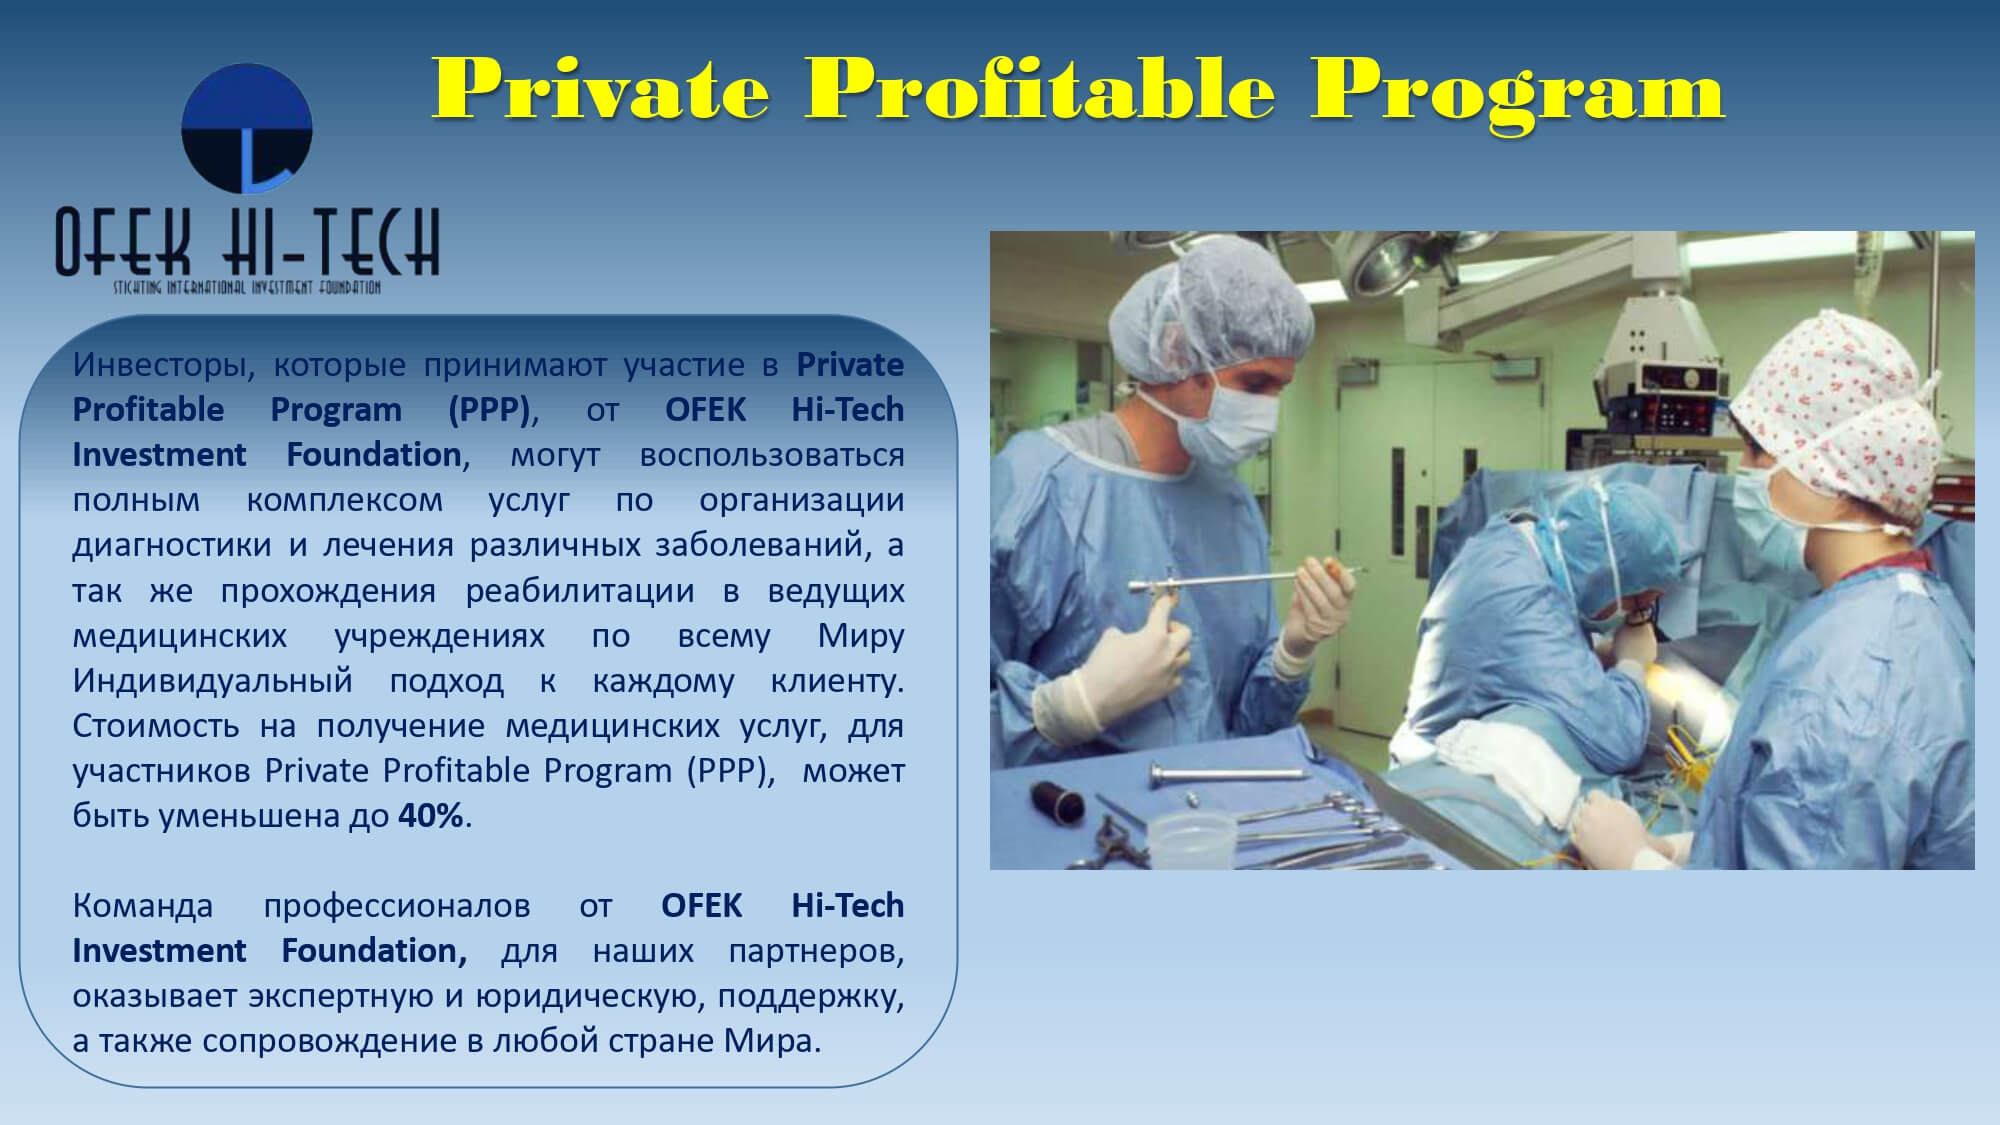 Private Profitable Program
OFEK HI-TECH
STICHTING INTERNATIONAL INVESTMENT FOUNDATION
Инвесторы, которые принимают участие в Private
Profitable Program (PPP), от OFEK Hi-Tech
Investment Foundation, могут воспользоваться
полным комплексом услуг по организации
диагностики и лечения различных заболеваний, а
так же прохождения реабилитации в ведущих
медицинских учреждениях по всему Миру
Индивидуальный подход к каждому клиенту.
Стоимость на получение медицинских услуг, для
участников Private Profitable Program (PPP), может
быть уменьшена до 40%.
Команда профессионалов от OFEK Hi-Tech
Investment Foundation, для наших партнеров,
оказывает экспертную и юридическую, поддержку,
а также сопровождение в любой стране Мира.